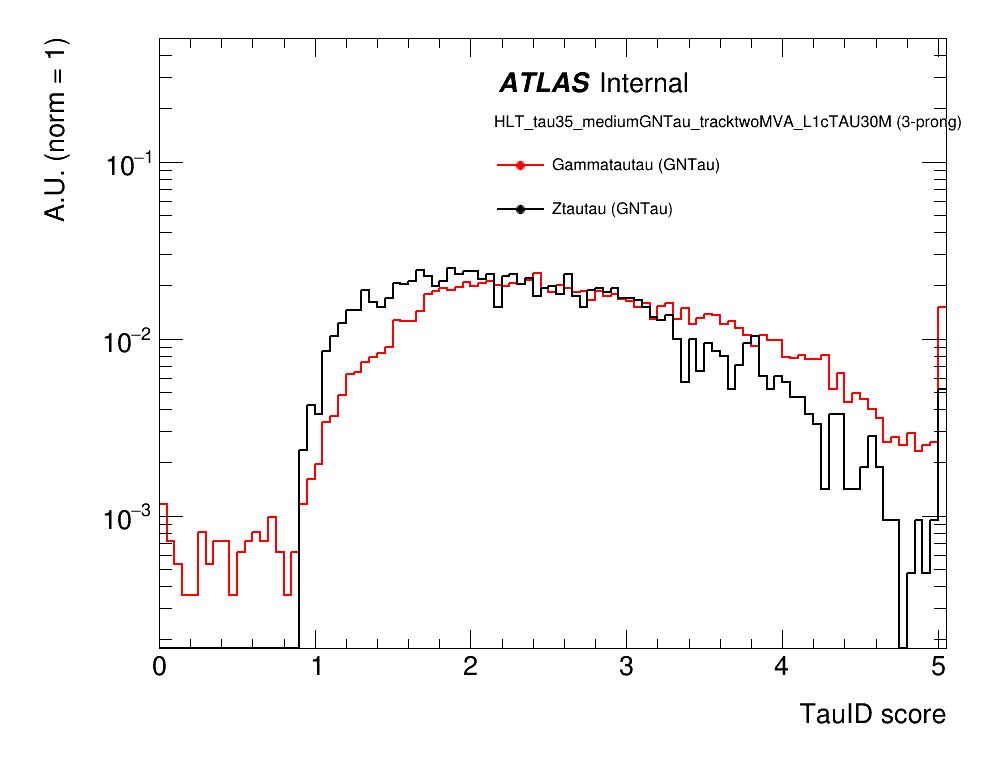 A.U. (norm = 1)
ATLAS Internal
HLT_tau35_mediumGNTau_tracktwoMVA_L1cTAU30M (3-prong)
Gammatautau (GNTau)
Ztautau (GNTau)
10⁻¹
10⁻²
10⁻³
0 1 2 3 4 5
TauID score